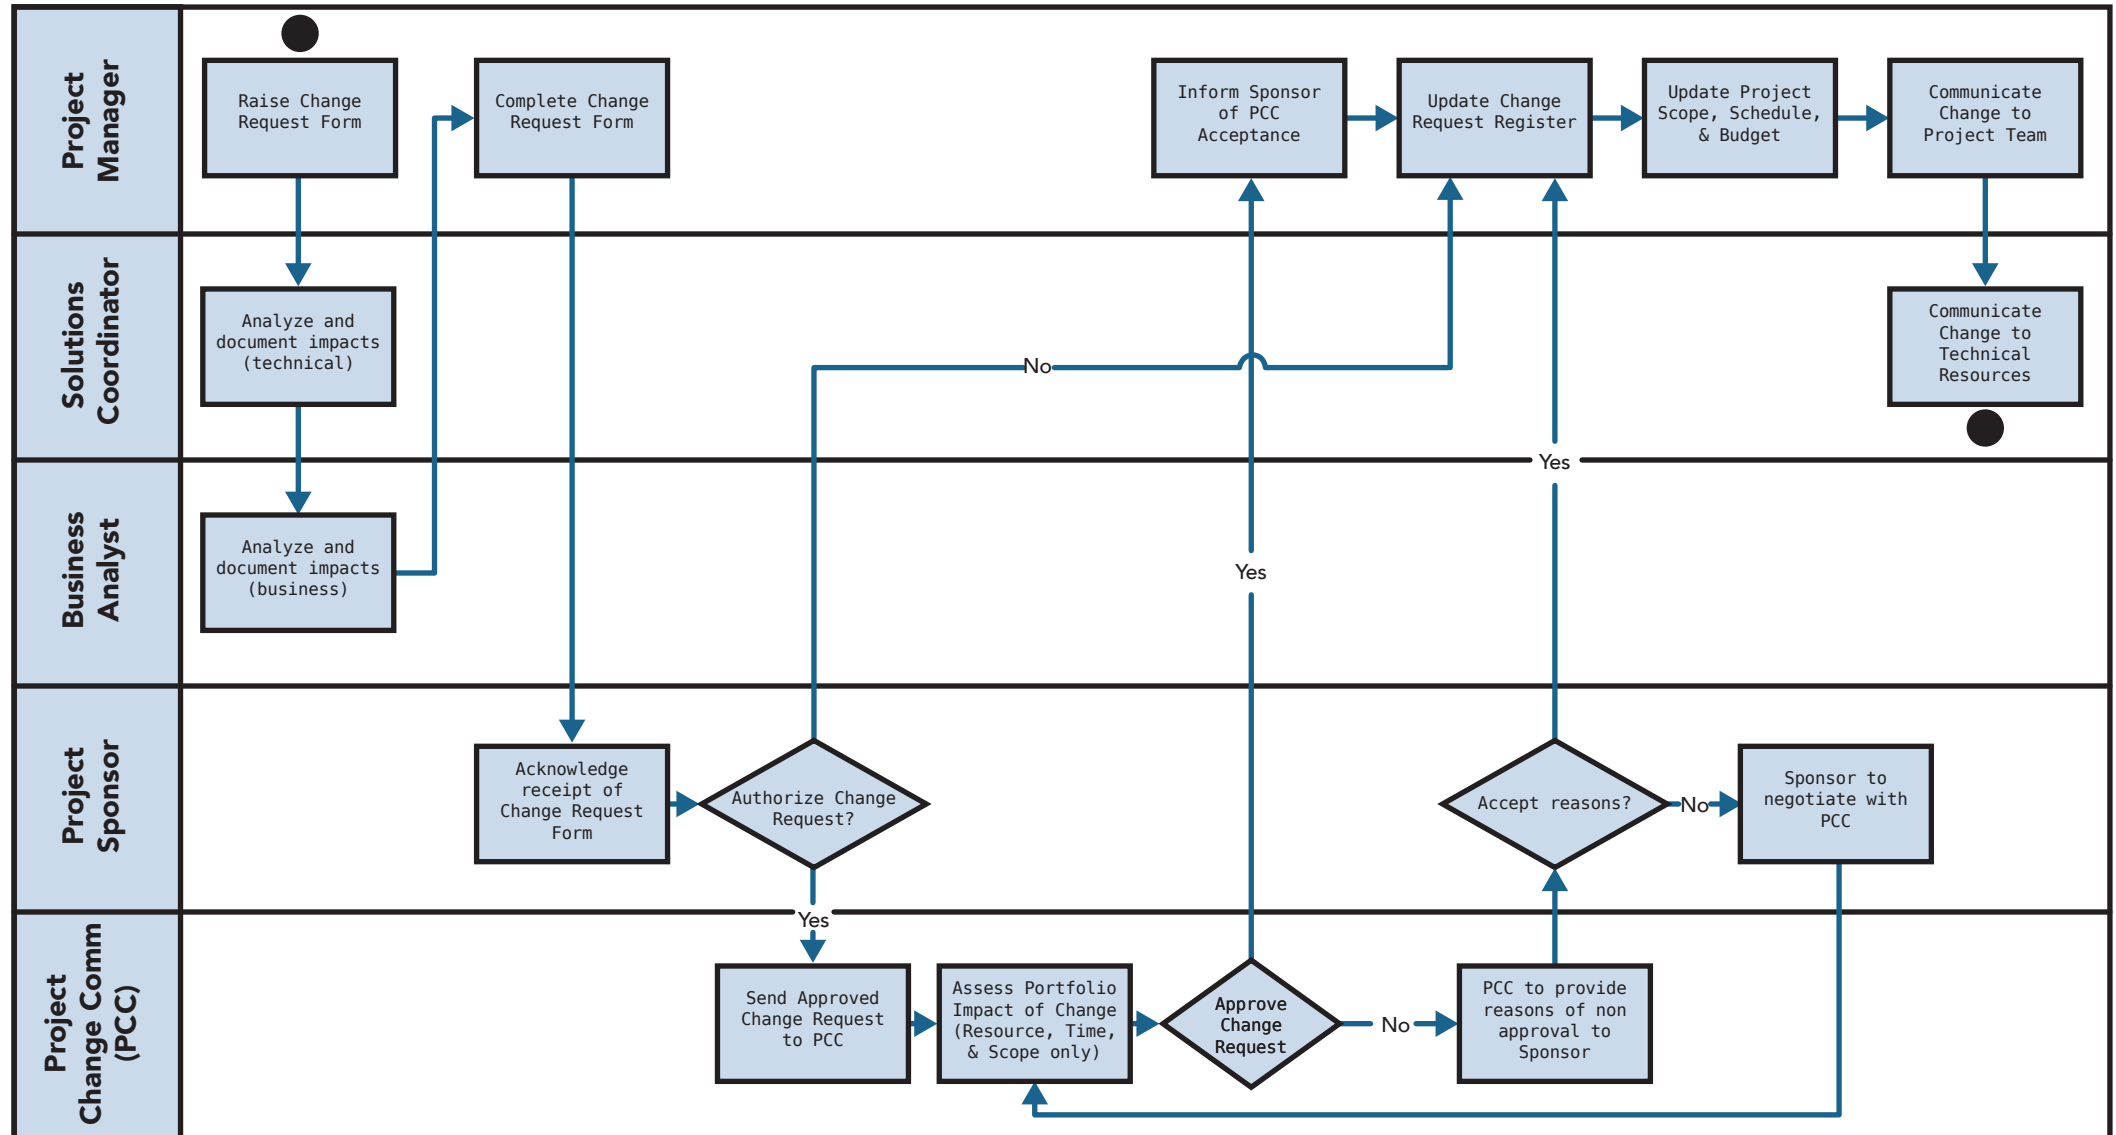 Project
Manager
Raise Change
Request Form
Complete Change
Request Form
Inform Sponsor
of PCC
Acceptance
Update Change
Request Register
Update Project
Scope, Schedule,
& Budget
Communicate
Change to
Project Team
Solutions
Coordinator
Analyze and
document impacts
(technical)
No
Communicate
Change to
Technical
Resources
Yes
Business
Analyst
Analyze and
document impacts
(business)
Yes
Project
Sponsor
Acknowledge
receipt of
Change Request
Form
Authorize Change
Request?
Accept reasons?
No
Sponsor to
negotiate with
PCC
Yes
Project
Change Comm
(PCC)
Send Approved
Change Request
to PCC
Assess Portfolio
Impact of Change
(Resource, Time,
& Scope only)
Approve
Change
Request
No
PCC to provide
reasons of non
approval to
Sponsor